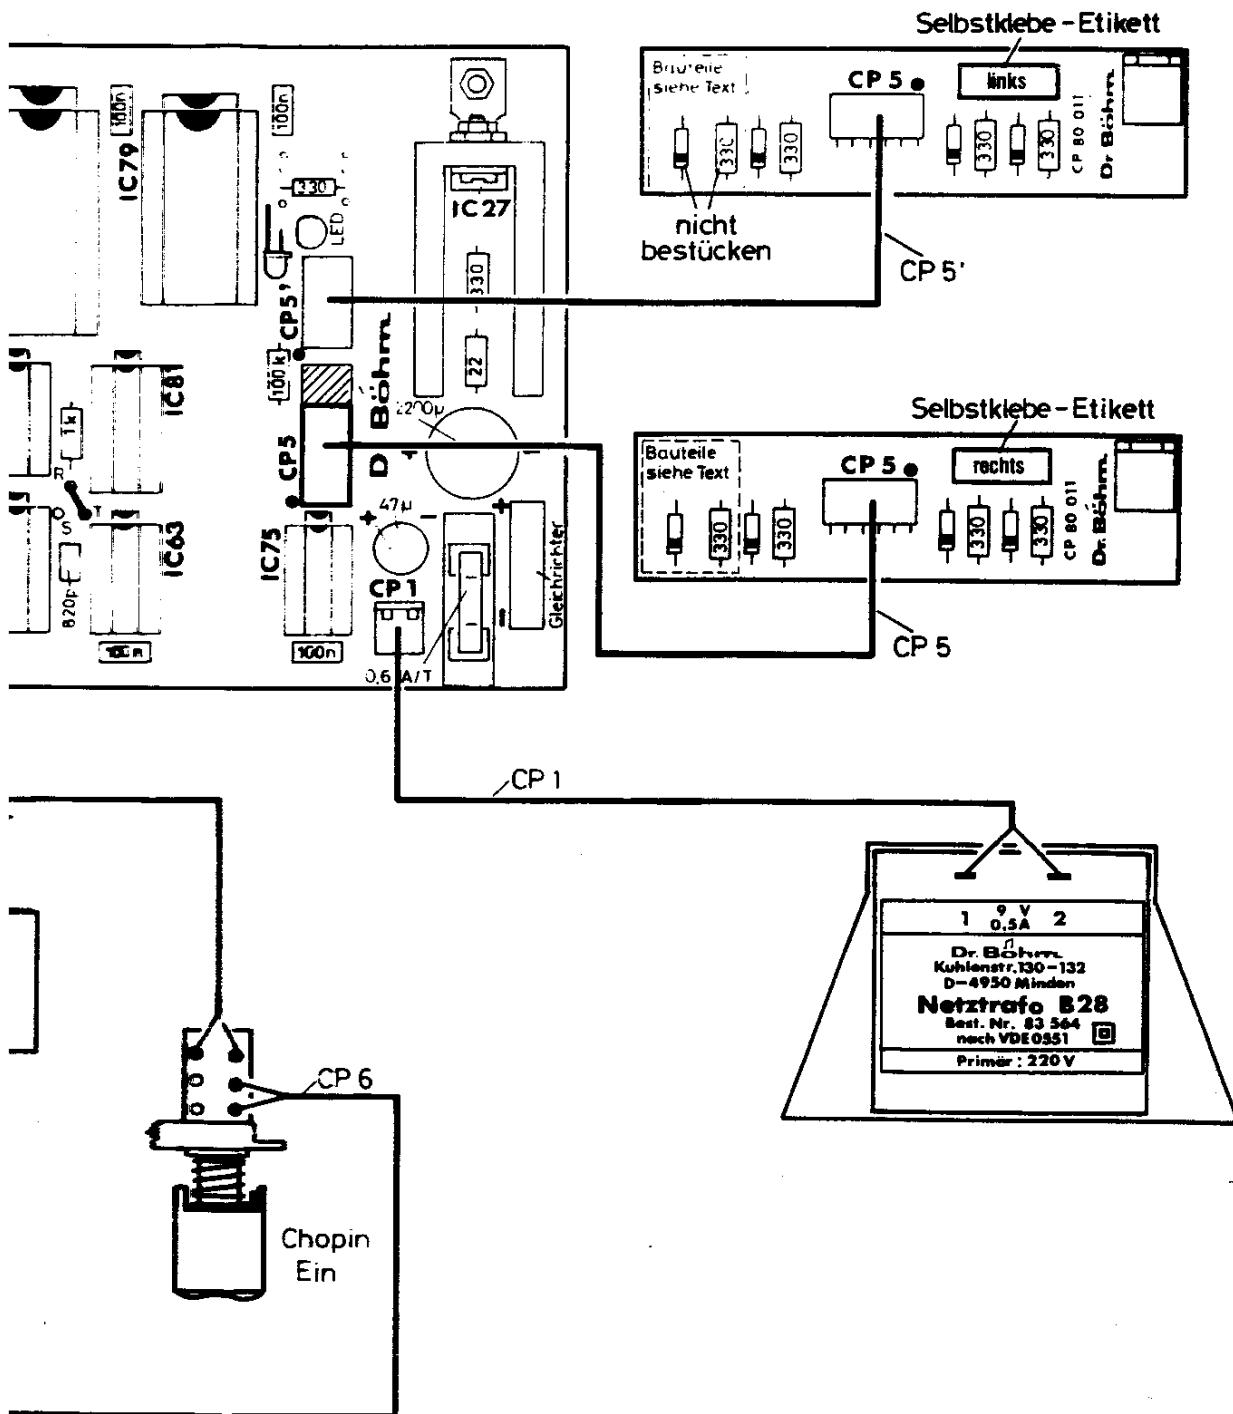 Selbstklebe-Etikett
Bauteile
siehe Text
CP 5
links
330
330
330
330
CP 80 011
Dr. Böhm
nicht
bestücken
CP 5'
100n
IC79
100n
330
LED
IC27
CP5'
330
22
100k
D Böhm
2200µ
+
-
CP5
IC81
1k
R
T
S
820p
IC63
IC75
47µ
+
-
CP 1
+
-
Gleichrichter
100n
100n
0,6 A/T
Selbstklebe-Etikett
Bauteile
siehe Text
CP 5
rechts
330
330
330
330
CP 80 011
Dr. Böhm
CP 5
CP 1
1 9 V 2
0,5A
Dr. Böhm
Kuhlenstr. 130-132
D-4950 Minden
Netztrafo B28
Best. Nr. 83 564
nach VDE 0551
Primär : 220 V
CP 6
Chopin
Ein